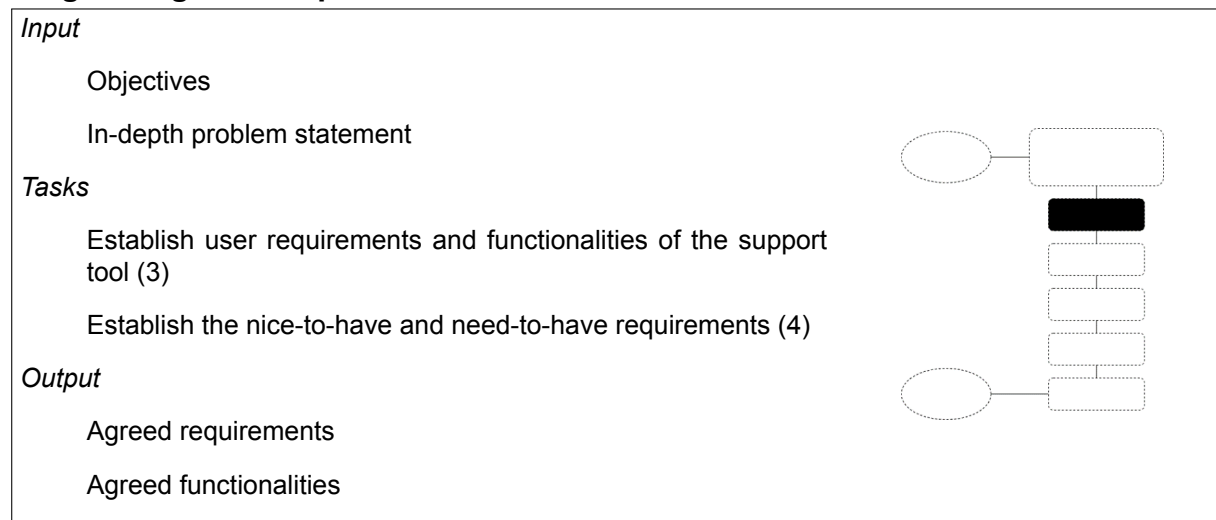 Input
Objectives
In-depth problem statement
Tasks
Establish user requirements and functionalities of the support
tool (3)
Establish the nice-to-have and need-to-have requirements (4)
Output
Agreed requirements
Agreed functionalities